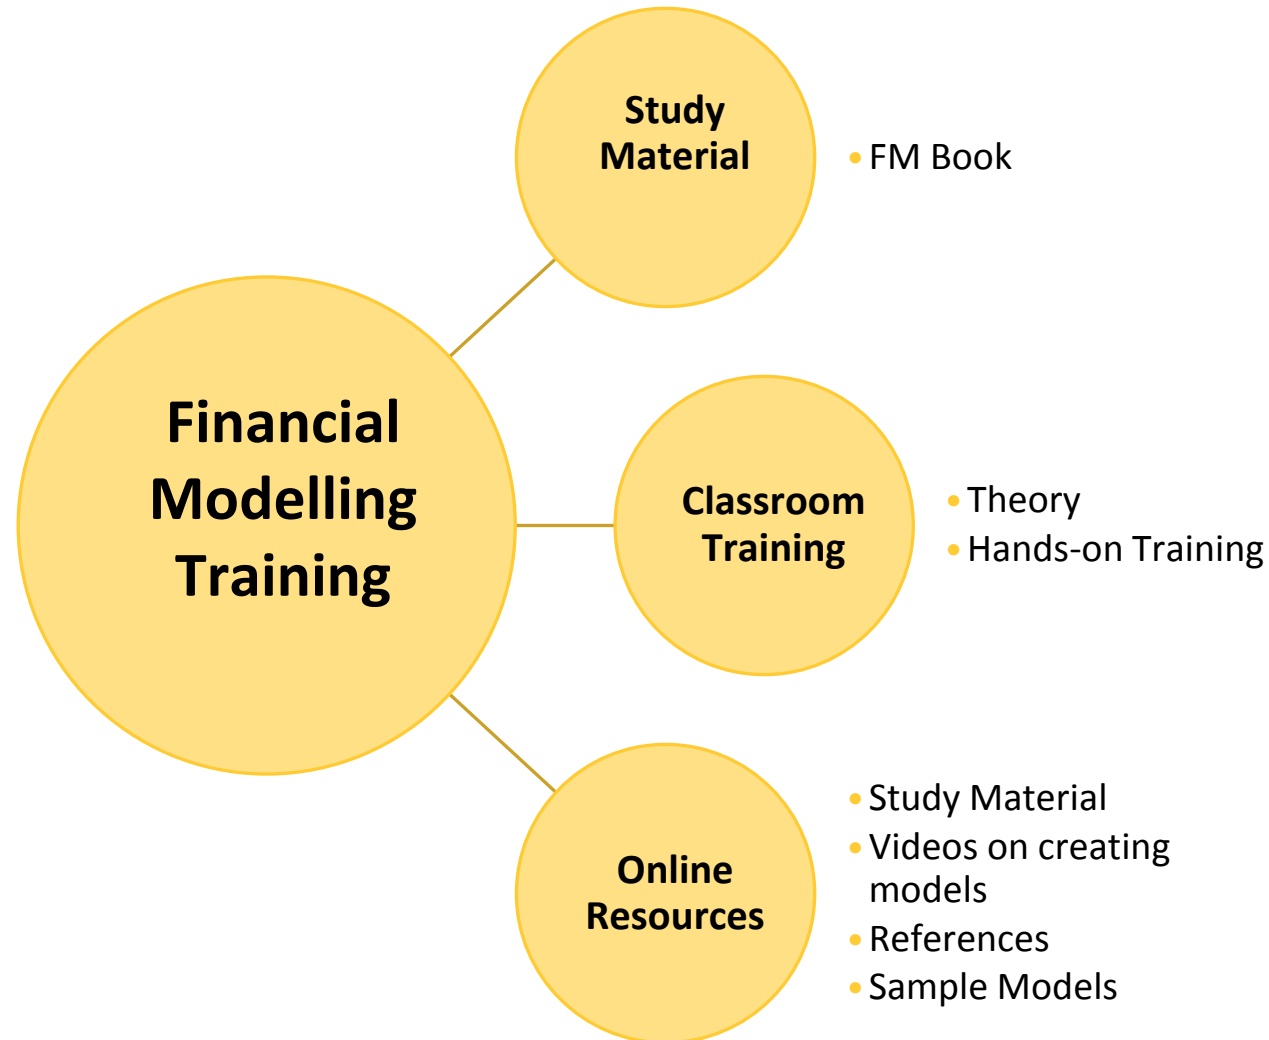 Financial
Modelling
Training
Study
Material
• FM Book
Classroom
Training
• Theory
• Hands-on Training
Online
Resources
• Study Material
• Videos on creating
models
• References
• Sample Models